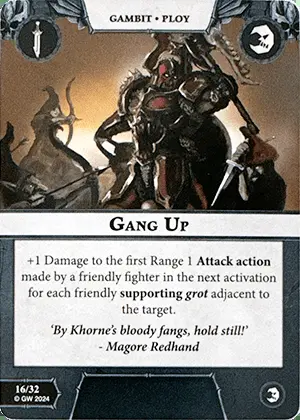 GAMBIT • PLOY
GANG UP
+1 Damage to the first Range 1 Attack action
made by a friendly fighter in the next activation
for each friendly supporting grot adjacent to
the target.
‘By Khorne's bloody fangs, hold still!’
- Magore Redhand
16/32
© GW 2024